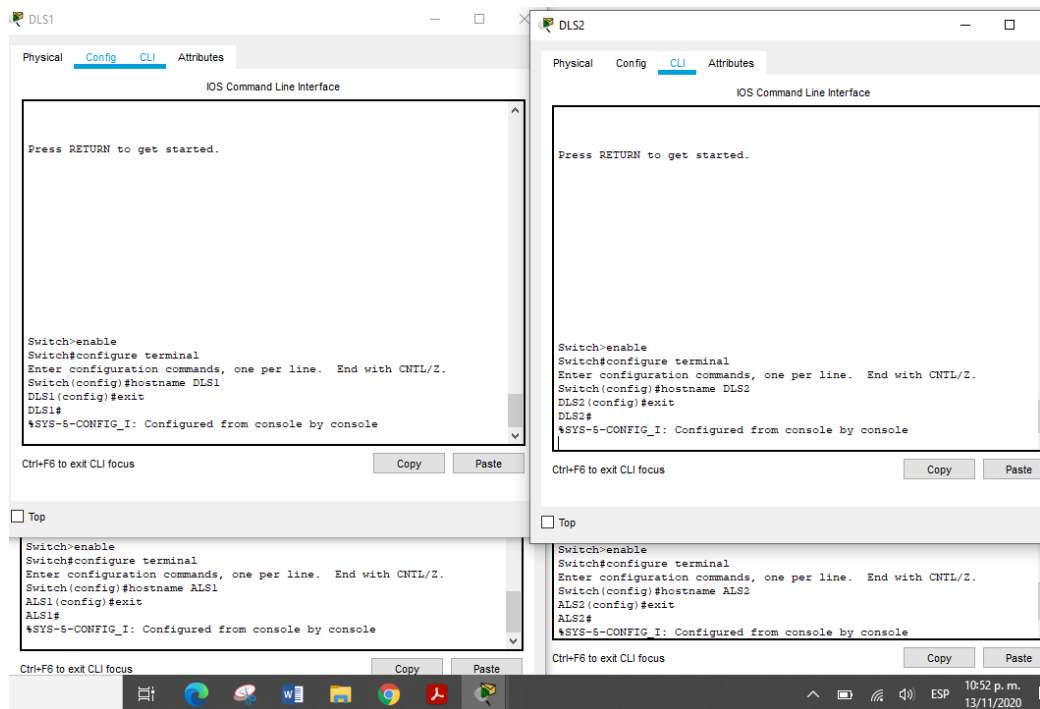 DLS1
Physical Config CLI Attributes
IOS Command Line Interface
Press RETURN to get started.
Switch>enable
Switch#configure terminal
Enter configuration commands, one per line. End with CNTL/Z.
Switch(config)#hostname DLS1
DLS1(config)#exit
DLS1#
%SYS-5-CONFIG_I: Configured from console by console
Ctrl+F6 to exit CLI focus
Copy Paste
Top
DLS2
Physical Config CLI Attributes
IOS Command Line Interface
Press RETURN to get started.
Switch>enable
Switch#configure terminal
Enter configuration commands, one per line. End with CNTL/Z.
Switch(config)#hostname DLS2
DLS2(config)#exit
DLS2#
%SYS-5-CONFIG_I: Configured from console by console
Ctrl+F6 to exit CLI focus
Copy Paste
Top
Switch>enable
Switch#configure terminal
Enter configuration commands, one per line. End with CNTL/Z.
Switch(config)#hostname ALS1
ALS1(config)#exit
ALS1#
%SYS-5-CONFIG_I: Configured from console by console
Ctrl+F6 to exit CLI focus
Copy Paste
Switch>enable
Switch#configure terminal
Enter configuration commands, one per line. End with CNTL/Z.
Switch(config)#hostname ALS2
ALS2(config)#exit
ALS2#
%SYS-5-CONFIG_I: Configured from console by console
Ctrl+F6 to exit CLI focus
Copy Paste
ESP
10:52 p. m.
13/11/2020